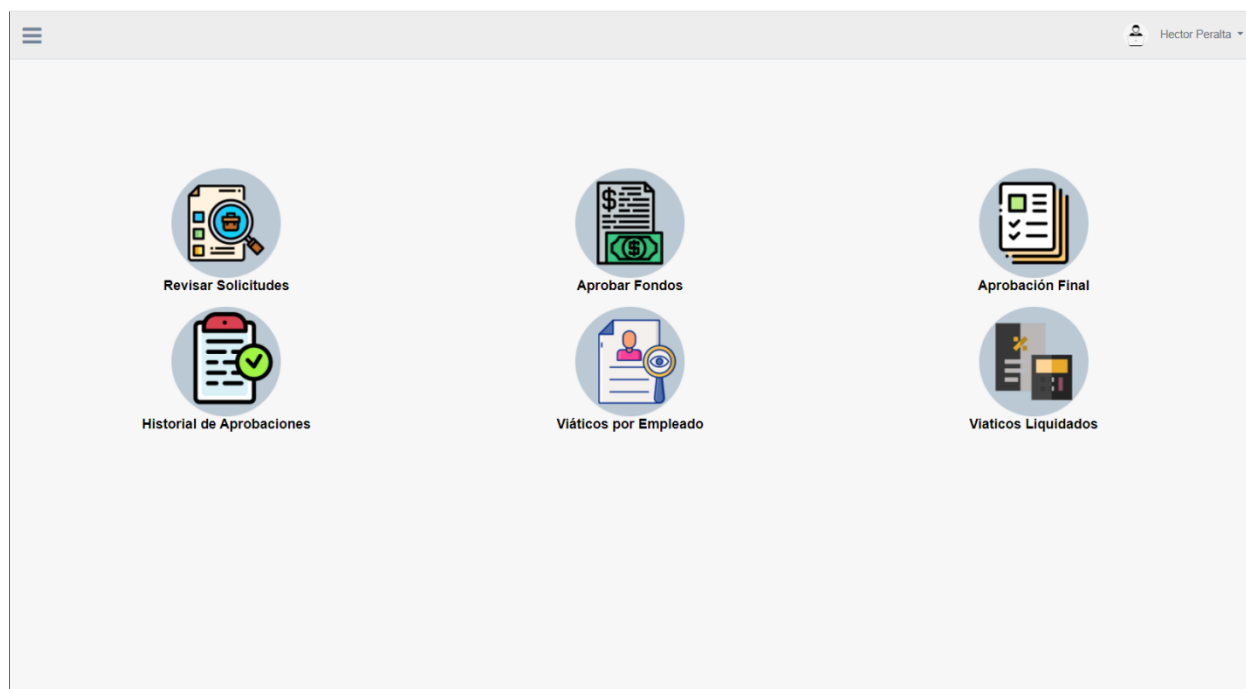 Hector Peralta
Revisar Solicitudes
Aprobar Fondos
Aprobación Final
Historial de Aprobaciones
Viáticos por Empleado
Viaticos Liquidados